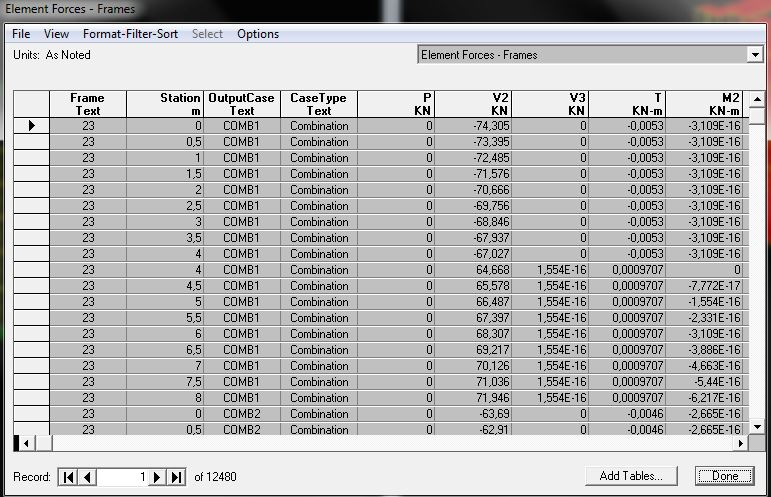 Element Forces - Frames
File View Format-Filter-Sort Select Options
Units: As Noted
Element Forces - Frames
Frame Station OutputCase CaseType P V2 V3 T M2
Text m Text Text KN KN KN KN-m KN-m
23 0 COMB1 Combination 0 -74,305 0 -0,0053 -3,109E-16
23 0,5 COMB1 Combination 0 -73,395 0 -0,0053 -3,109E-16
23 1 COMB1 Combination 0 -72,485 0 -0,0053 -3,109E-16
23 1,5 COMB1 Combination 0 -71,576 0 -0,0053 -3,109E-16
23 2 COMB1 Combination 0 -70,666 0 -0,0053 -3,109E-16
23 2,5 COMB1 Combination 0 -69,756 0 -0,0053 -3,109E-16
23 3 COMB1 Combination 0 -68,846 0 -0,0053 -3,109E-16
23 3,5 COMB1 Combination 0 -67,937 0 -0,0053 -3,109E-16
23 4 COMB1 Combination 0 -67,027 0 -0,0053 -3,109E-16
23 4 COMB1 Combination 0 64,668 1,554E-16 0,0009707 0
23 4,5 COMB1 Combination 0 65,578 1,554E-16 0,0009707 -7,772E-17
23 5 COMB1 Combination 0 66,487 1,554E-16 0,0009707 -1,554E-16
23 5,5 COMB1 Combination 0 67,397 1,554E-16 0,0009707 -2,331E-16
23 6 COMB1 Combination 0 68,307 1,554E-16 0,0009707 -3,109E-16
23 6,5 COMB1 Combination 0 69,217 1,554E-16 0,0009707 -3,886E-16
23 7 COMB1 Combination 0 70,126 1,554E-16 0,0009707 -4,663E-16
23 7,5 COMB1 Combination 0 71,036 1,554E-16 0,0009707 -5,44E-16
23 8 COMB1 Combination 0 71,946 1,554E-16 0,0009707 -6,217E-16
23 0 COMB2 Combination 0 -63,69 0 -0,0046 -2,665E-16
23 0,5 COMB2 Combination 0 -62,91 0 -0,0046 -2,665E-16
Record: 1 of 12480 Add Tables... Done